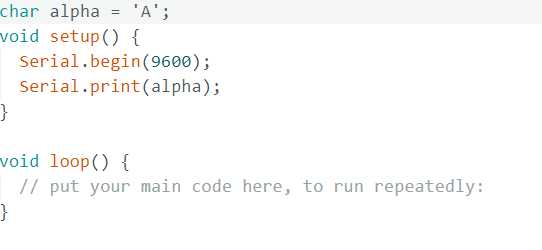 char alpha = 'A';
void setup() {
  Serial.begin(9600);
  Serial.print(alpha);
}

void loop() {
  // put your main code here, to run repeatedly:
}